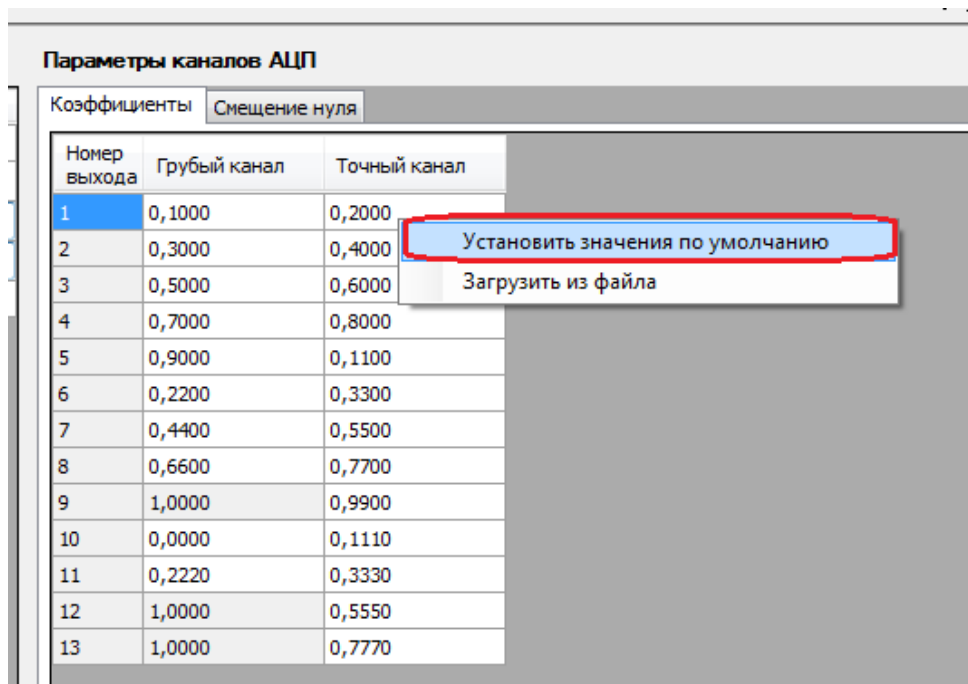 Параметры каналов АЦП
Коэффициенты Смещение нуля
Номер выхода Грубый канал Точный канал
1 0,1000 0,2000
Установить значения по умолчанию
2 0,3000 0,4000
Загрузить из файла
3 0,5000 0,6000
4 0,7000 0,8000
5 0,9000 0,1100
6 0,2200 0,3300
7 0,4400 0,5500
8 0,6600 0,7700
9 1,0000 0,9900
10 0,0000 0,1110
11 0,2220 0,3330
12 1,0000 0,5550
13 1,0000 0,7770